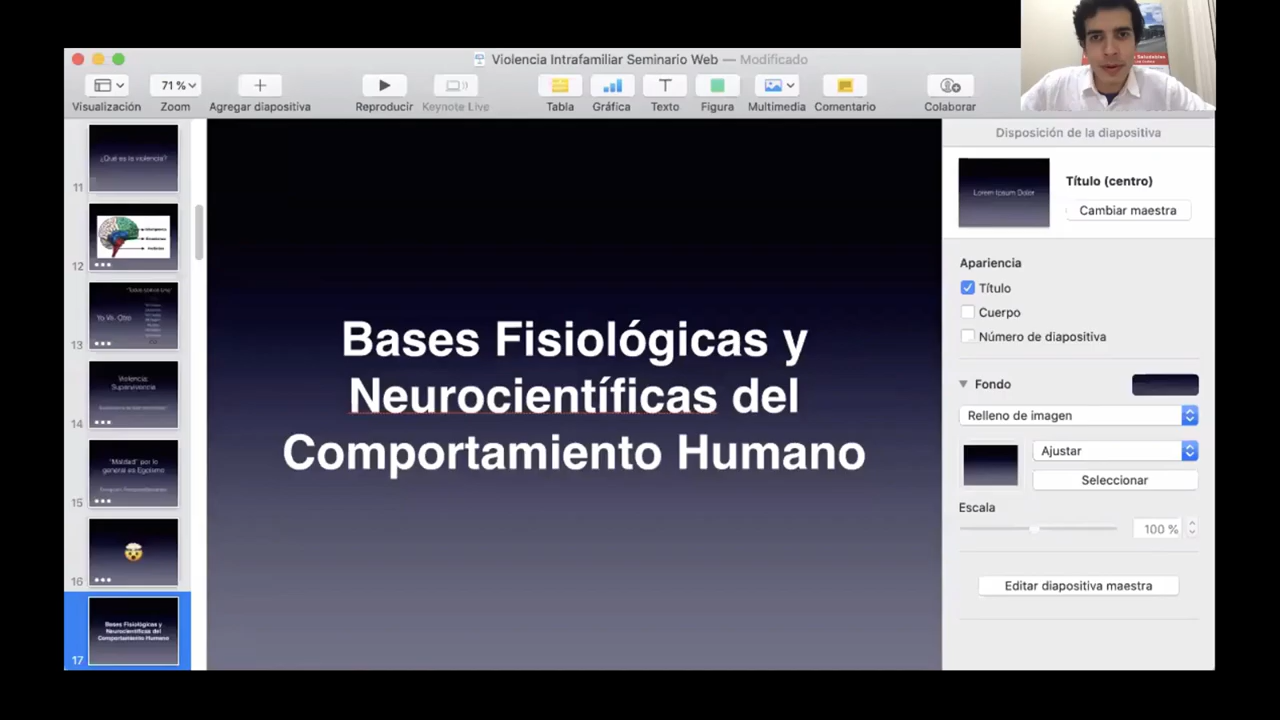 Violencia Intrafamiliar Seminario Web — Modificado
71 %
Visualización Zoom Agregar diapositiva Reproducir Keynote Live Tabla Gráfica Texto Figura Multimedia Comentario Colaborar
¿Qué es la violencia?
11
12
Yo Vs. Otro
13
Violencia:
Supervivencia
14
"Maldad" por lo
general es Egoísmo
15
16
Bases Fisiológicas y
Neurocientíficas del
Comportamiento Humano
17
Bases Fisiológicas y
Neurocientíficas del
Comportamiento Humano
Disposición de la diapositiva
Lorem Ipsum Dolor
Título (centro)
Cambiar maestra
Apariencia
Título
Cuerpo
Número de diapositiva
Fondo
Relleno de imagen
Ajustar
Seleccionar
Escala
100 %
Editar diapositiva maestra